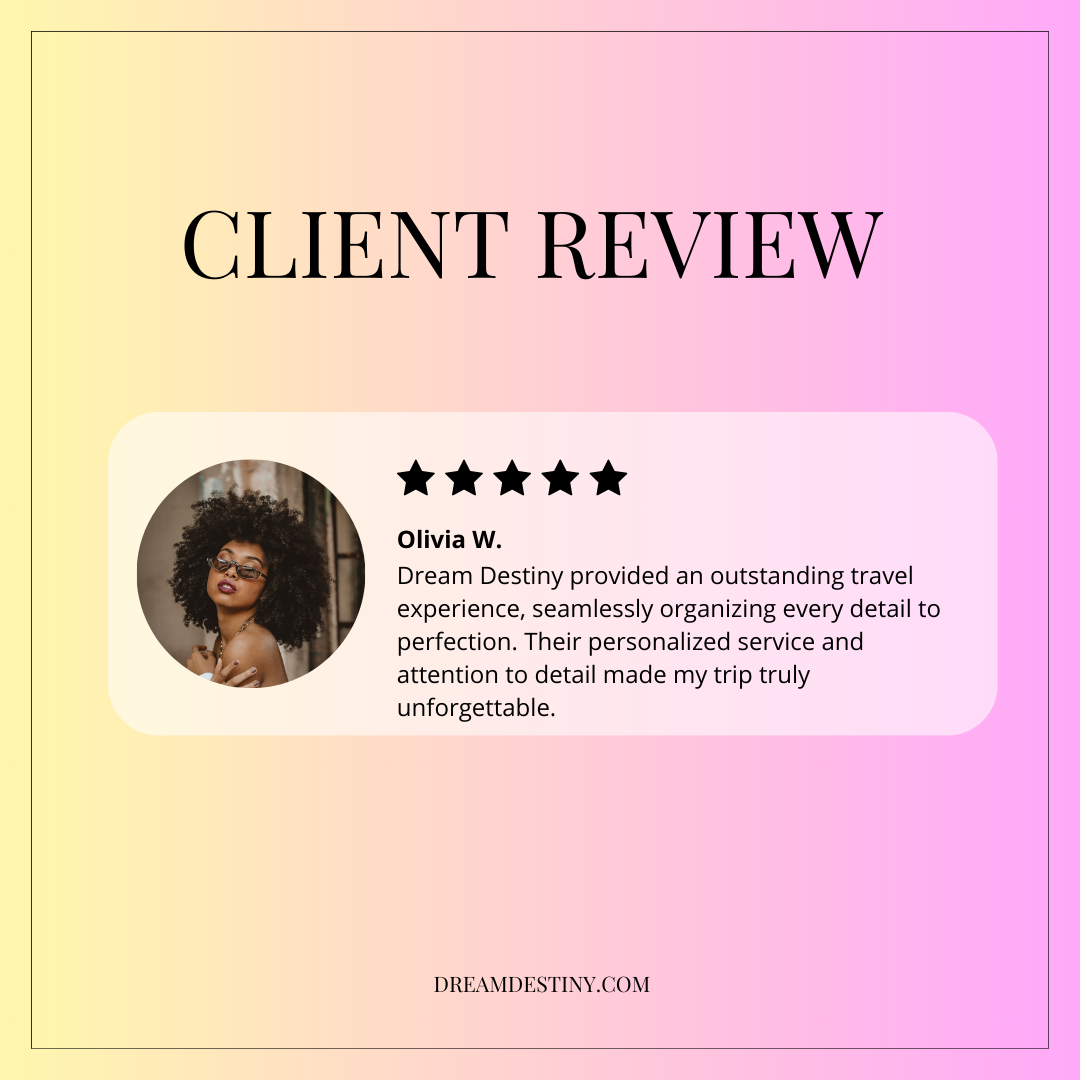 CLIENT REVIEW
Olivia W.
Dream Destiny provided an outstanding travel
experience, seamlessly organizing every detail to
perfection. Their personalized service and
attention to detail made my trip truly
unforgettable.
DREAMDESTINY.COM